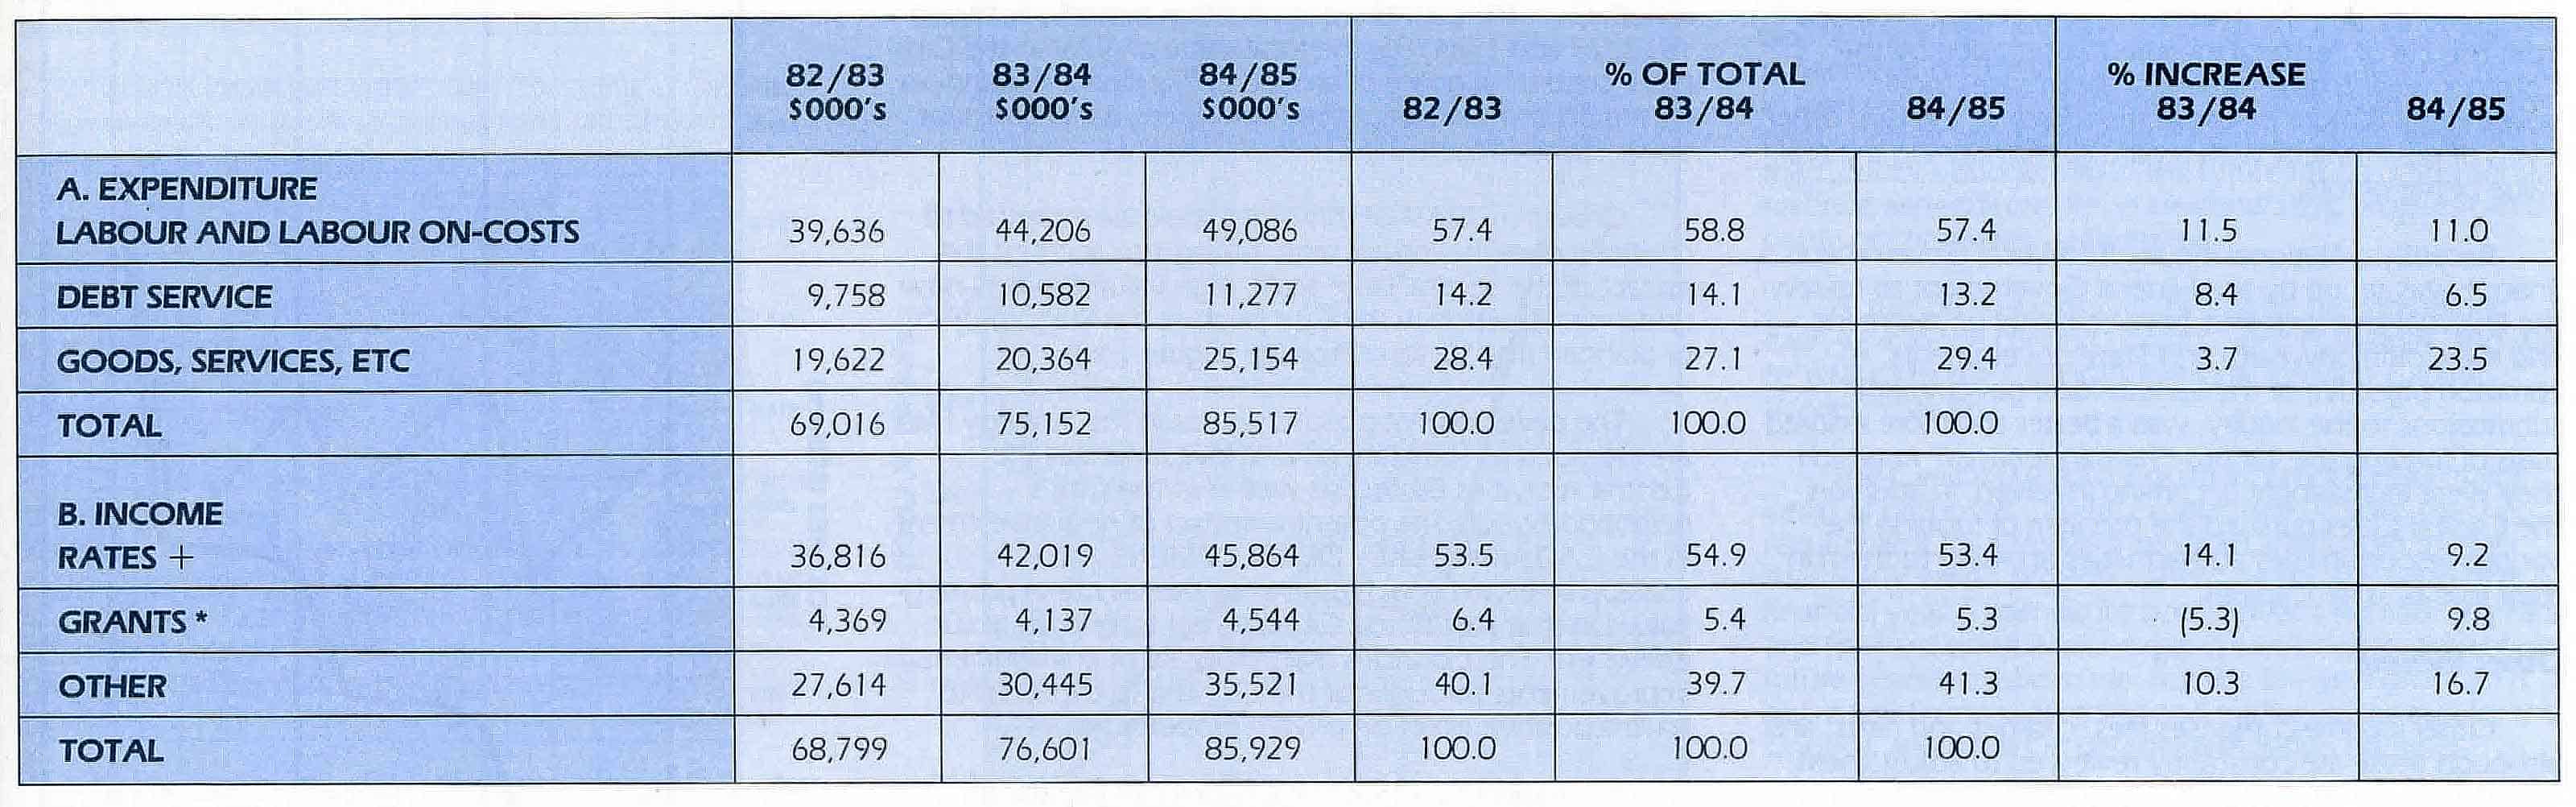 82/83 83/84 84/85 % OF TOTAL % INCREASE
$000's $000's $000's 82/83 83/84 84/85 83/84 84/85
A. EXPENDITURE
LABOUR AND LABOUR ON-COSTS 39,636 44,206 49,086 57.4 58.8 57.4 11.5 11.0
DEBT SERVICE 9,758 10,582 11,277 14.2 14.1 13.2 8.4 6.5
GOODS, SERVICES, ETC 19,622 20,364 25,154 28.4 27.1 29.4 3.7 23.5
TOTAL 69,016 75,152 85,517 100.0 100.0 100.0
B. INCOME
RATES + 36,816 42,019 45,864 53.5 54.9 53.4 14.1 9.2
GRANTS * 4,369 4,137 4,544 6.4 5.4 5.3 (5.3) 9.8
OTHER 27,614 30,445 35,521 40.1 39.7 41.3 10.3 16.7
TOTAL 68,799 76,601 85,929 100.0 100.0 100.0